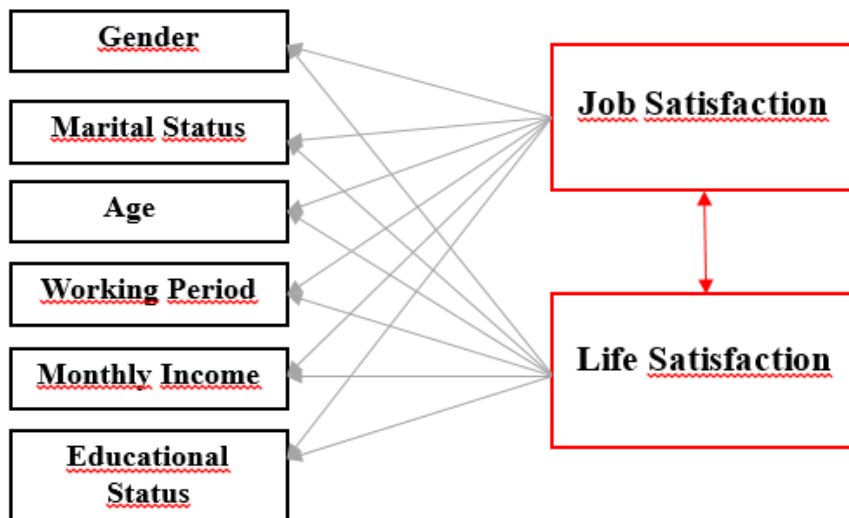 Gender
Marital Status
Age
Working Period
Monthly Income
Educational
Status
Job Satisfaction
Life Satisfaction